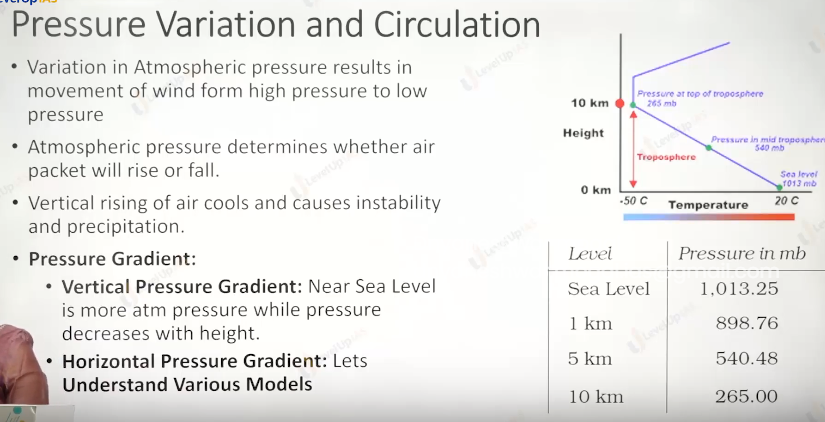 Pressure Variation and Circulation
• Variation in Atmospheric pressure results in
movement of wind form high pressure to low
pressure
• Atmospheric pressure determines whether air
packet will rise or fall.
• Vertical rising of air cools and causes instability
and precipitation.
• Pressure Gradient:
• Vertical Pressure Gradient: Near Sea Level
is more atm pressure while pressure
decreases with height.
• Horizontal Pressure Gradient: Lets
Understand Various Models
Pressure at top of troposphere
265 mb
10 km
Height
Pressure in mid tropospher
540 mb
Troposphere
Sea level
1013 mb
0 km
-50 C
Temperature
20 C
Level Pressure in mb
Sea Level 1,013.25
1 km 898.76
5 km 540.48
10 km 265.00
LevelUp IAS